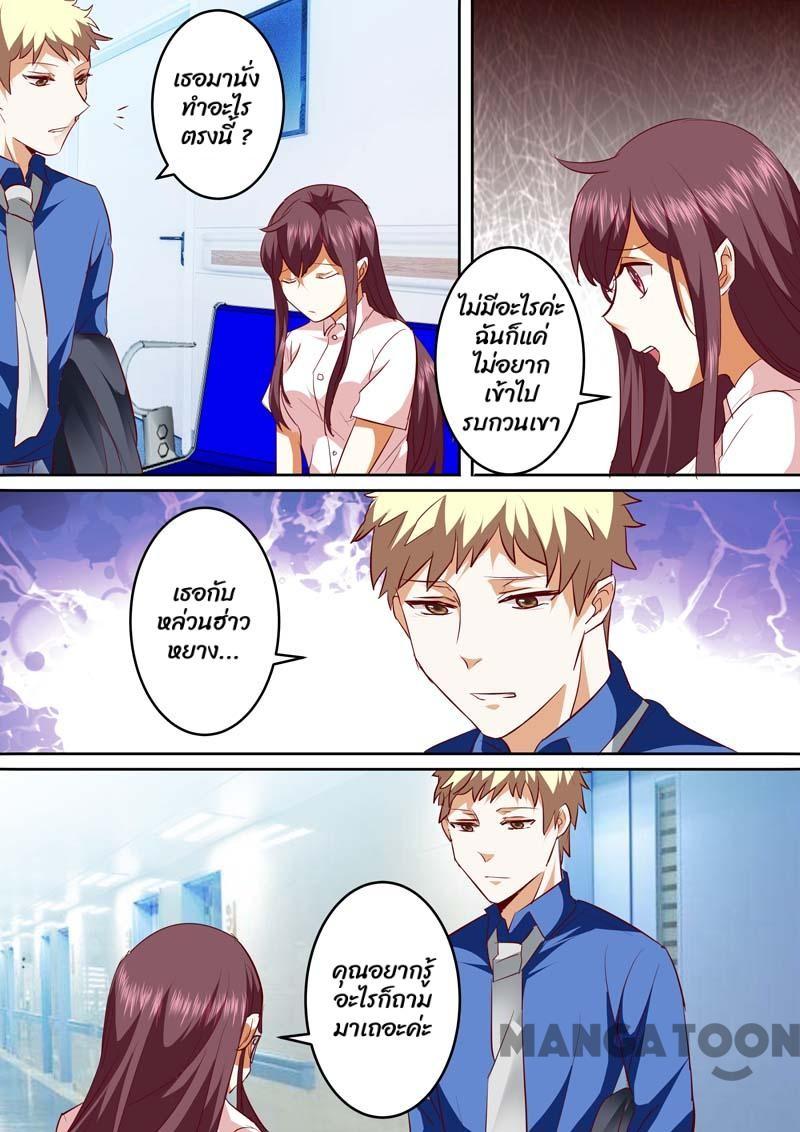 เธอมานั่ง
ทำอะไร
ตรงนี้ ?
ไม่มีอะไรค่ะ
ฉันก็แค่
ไม่อยาก
เข้าไป
รบกวนเขา
เธอกับ
หล่วนฮ่าว
หยาง...
คุณอยากรู้
อะไรก็ถาม
มาเถอะค่ะ
MANGATOON